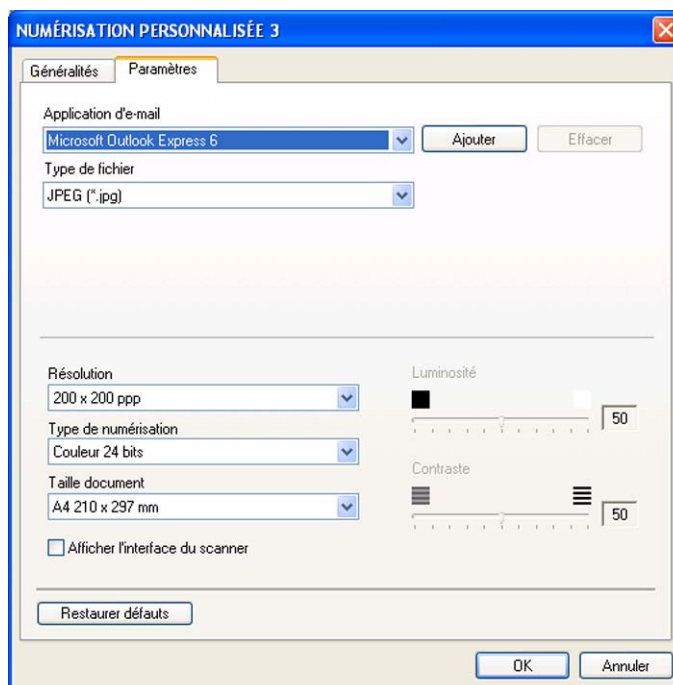 NUMÉRISATION PERSONNALISÉE 3
Généralités Paramètres
Application d'e-mail
Microsoft Outlook Express 6 Ajouter Effacer
Type de fichier
JPEG (*.jpg)
Résolution Luminosité
200 x 200 ppp 50
Type de numérisation
Couleur 24 bits
Taille document Contraste
A4 210 x 297 mm 50
Afficher l'interface du scanner
Restaurer défauts
OK Annuler